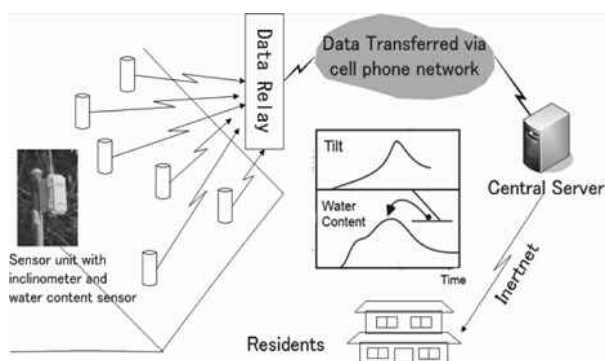 Data Relay
Data Transferred via
cell phone network
Tilt
Water
Content
Time
Central Server
Sensor unit with
inclinometer and
water content sensor
Inertnet
Residents